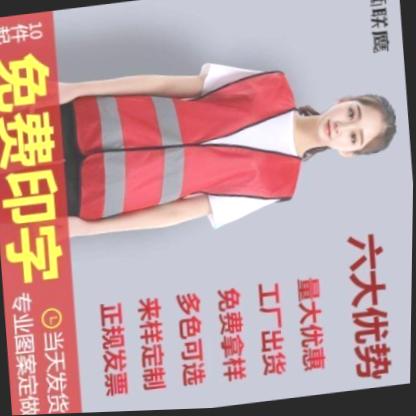 联鹰
六大优势
量大优惠
工厂出货
免费拿样
多色可选
来样定制
正规发票
10件起
免费印字
当天发货
专业图案定做